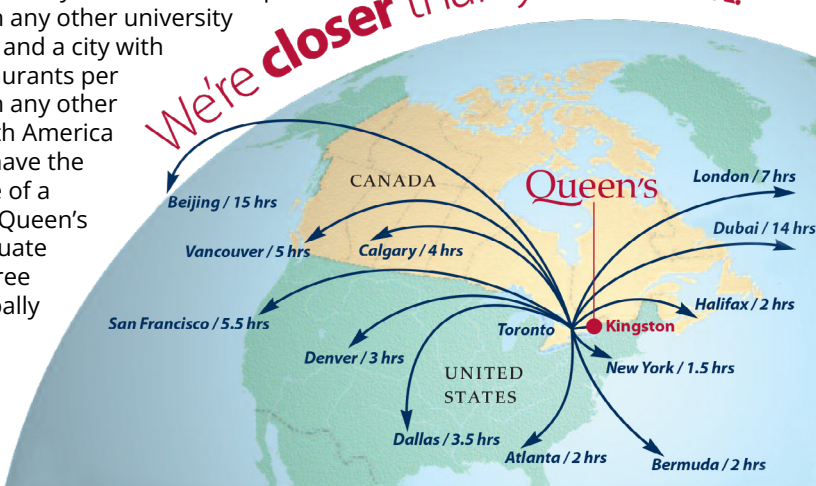 n any other university
and a city with
aurants per
n any other
th America
have the
e of a
Queen's
uate
ree
bally
We're closer than
CANADA
Queen's
London / 7 hrs
Beijing / 15 hrs
Dubai / 14 hrs
Vancouver / 5 hrs
Calgary / 4 hrs
Halifax / 2 hrs
San Francisco / 5.5 hrs
Toronto
Kingston
Denver / 3 hrs
New York / 1.5 hrs
UNITED
STATES
Dallas / 3.5 hrs
Atlanta / 2 hrs
Bermuda / 2 hrs